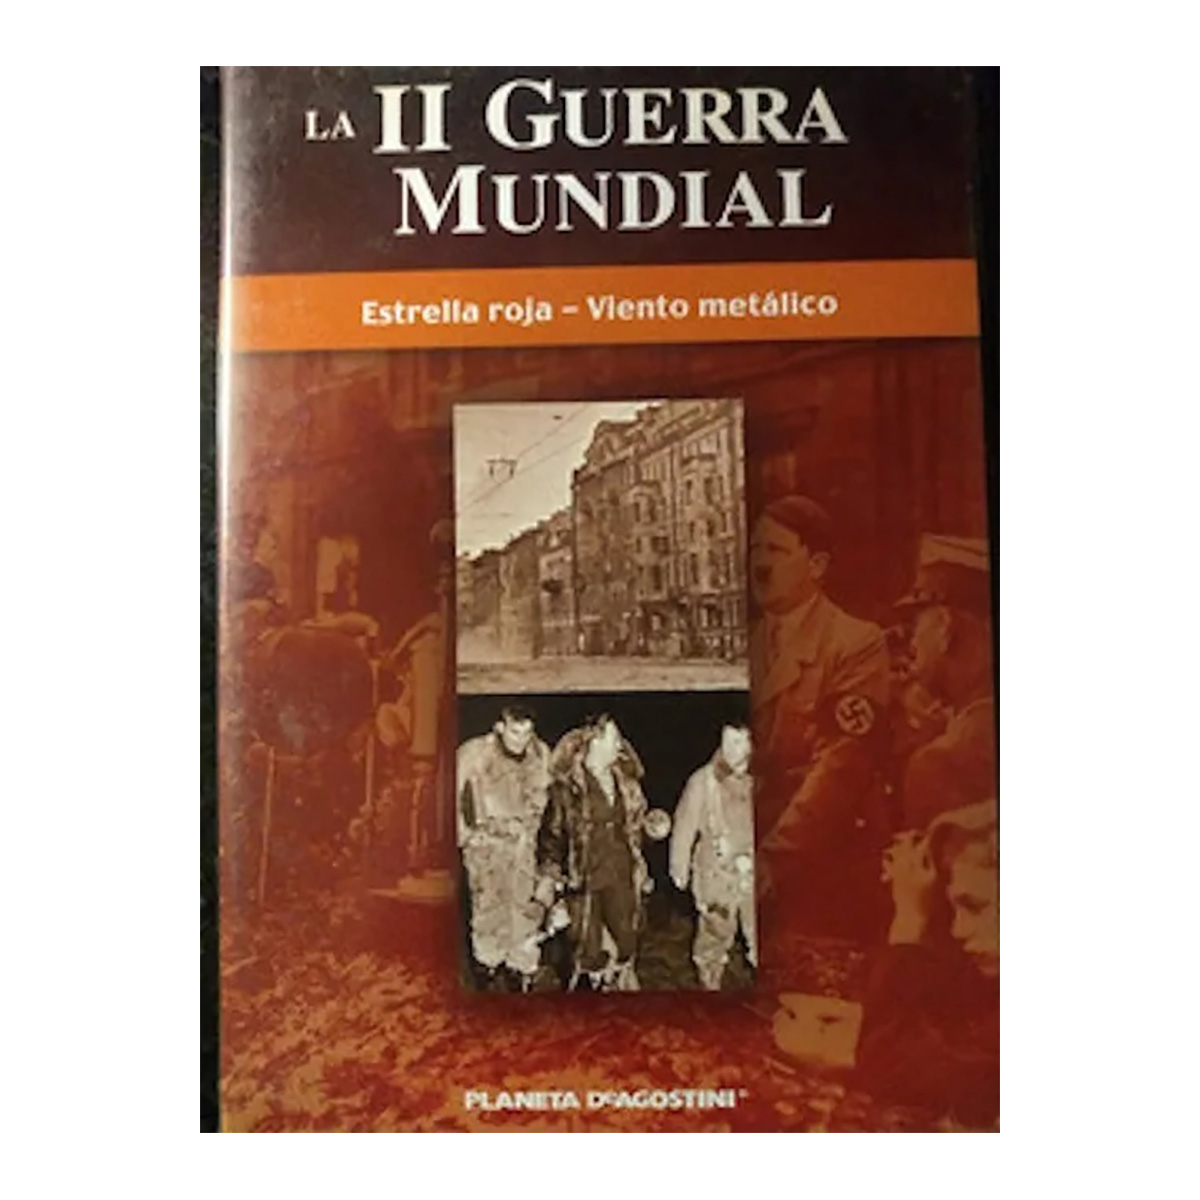 LA II GUERRA
MUNDIAL
Estrella roja – Viento metálico
PLANETA DEAGOSTINI®